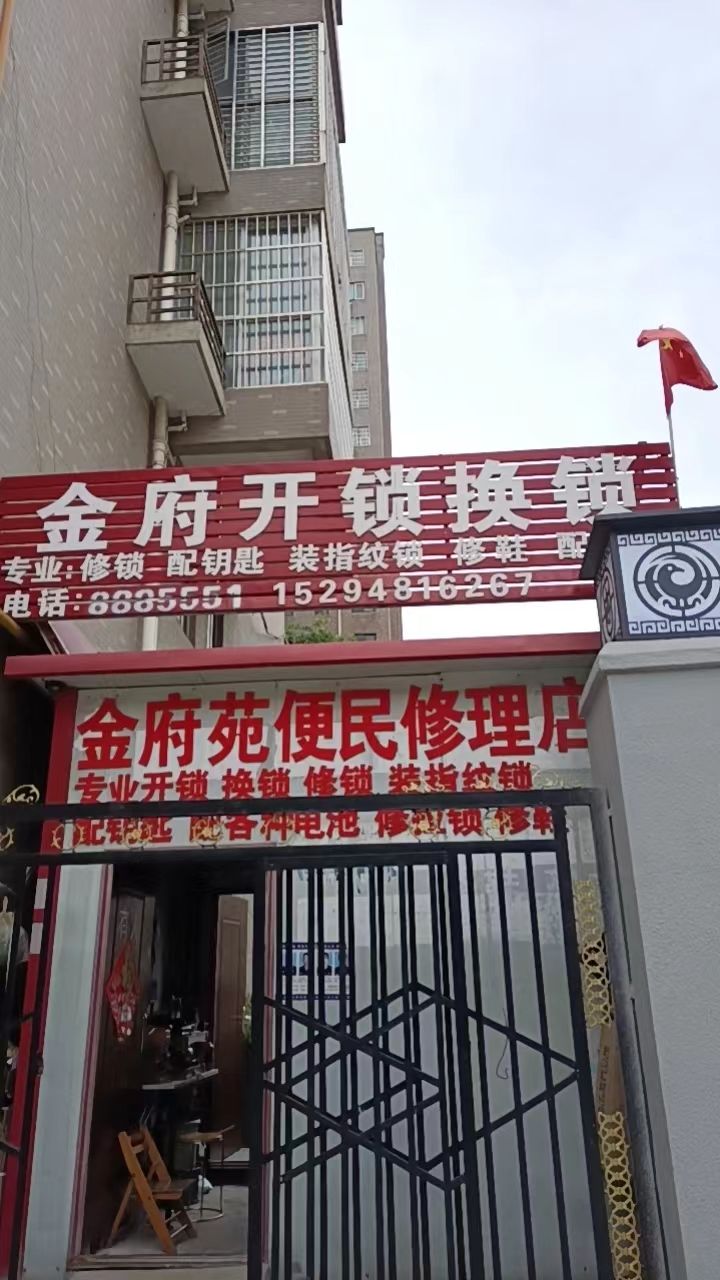 金府开锁换锁
专业:修锁 配钥匙 装指纹锁 修鞋 配
电话:8885551 15294816267
金府苑便民修理店
专业开锁 换锁 修锁 装指纹锁
配钥匙 各种电池 修 锁 修鞋